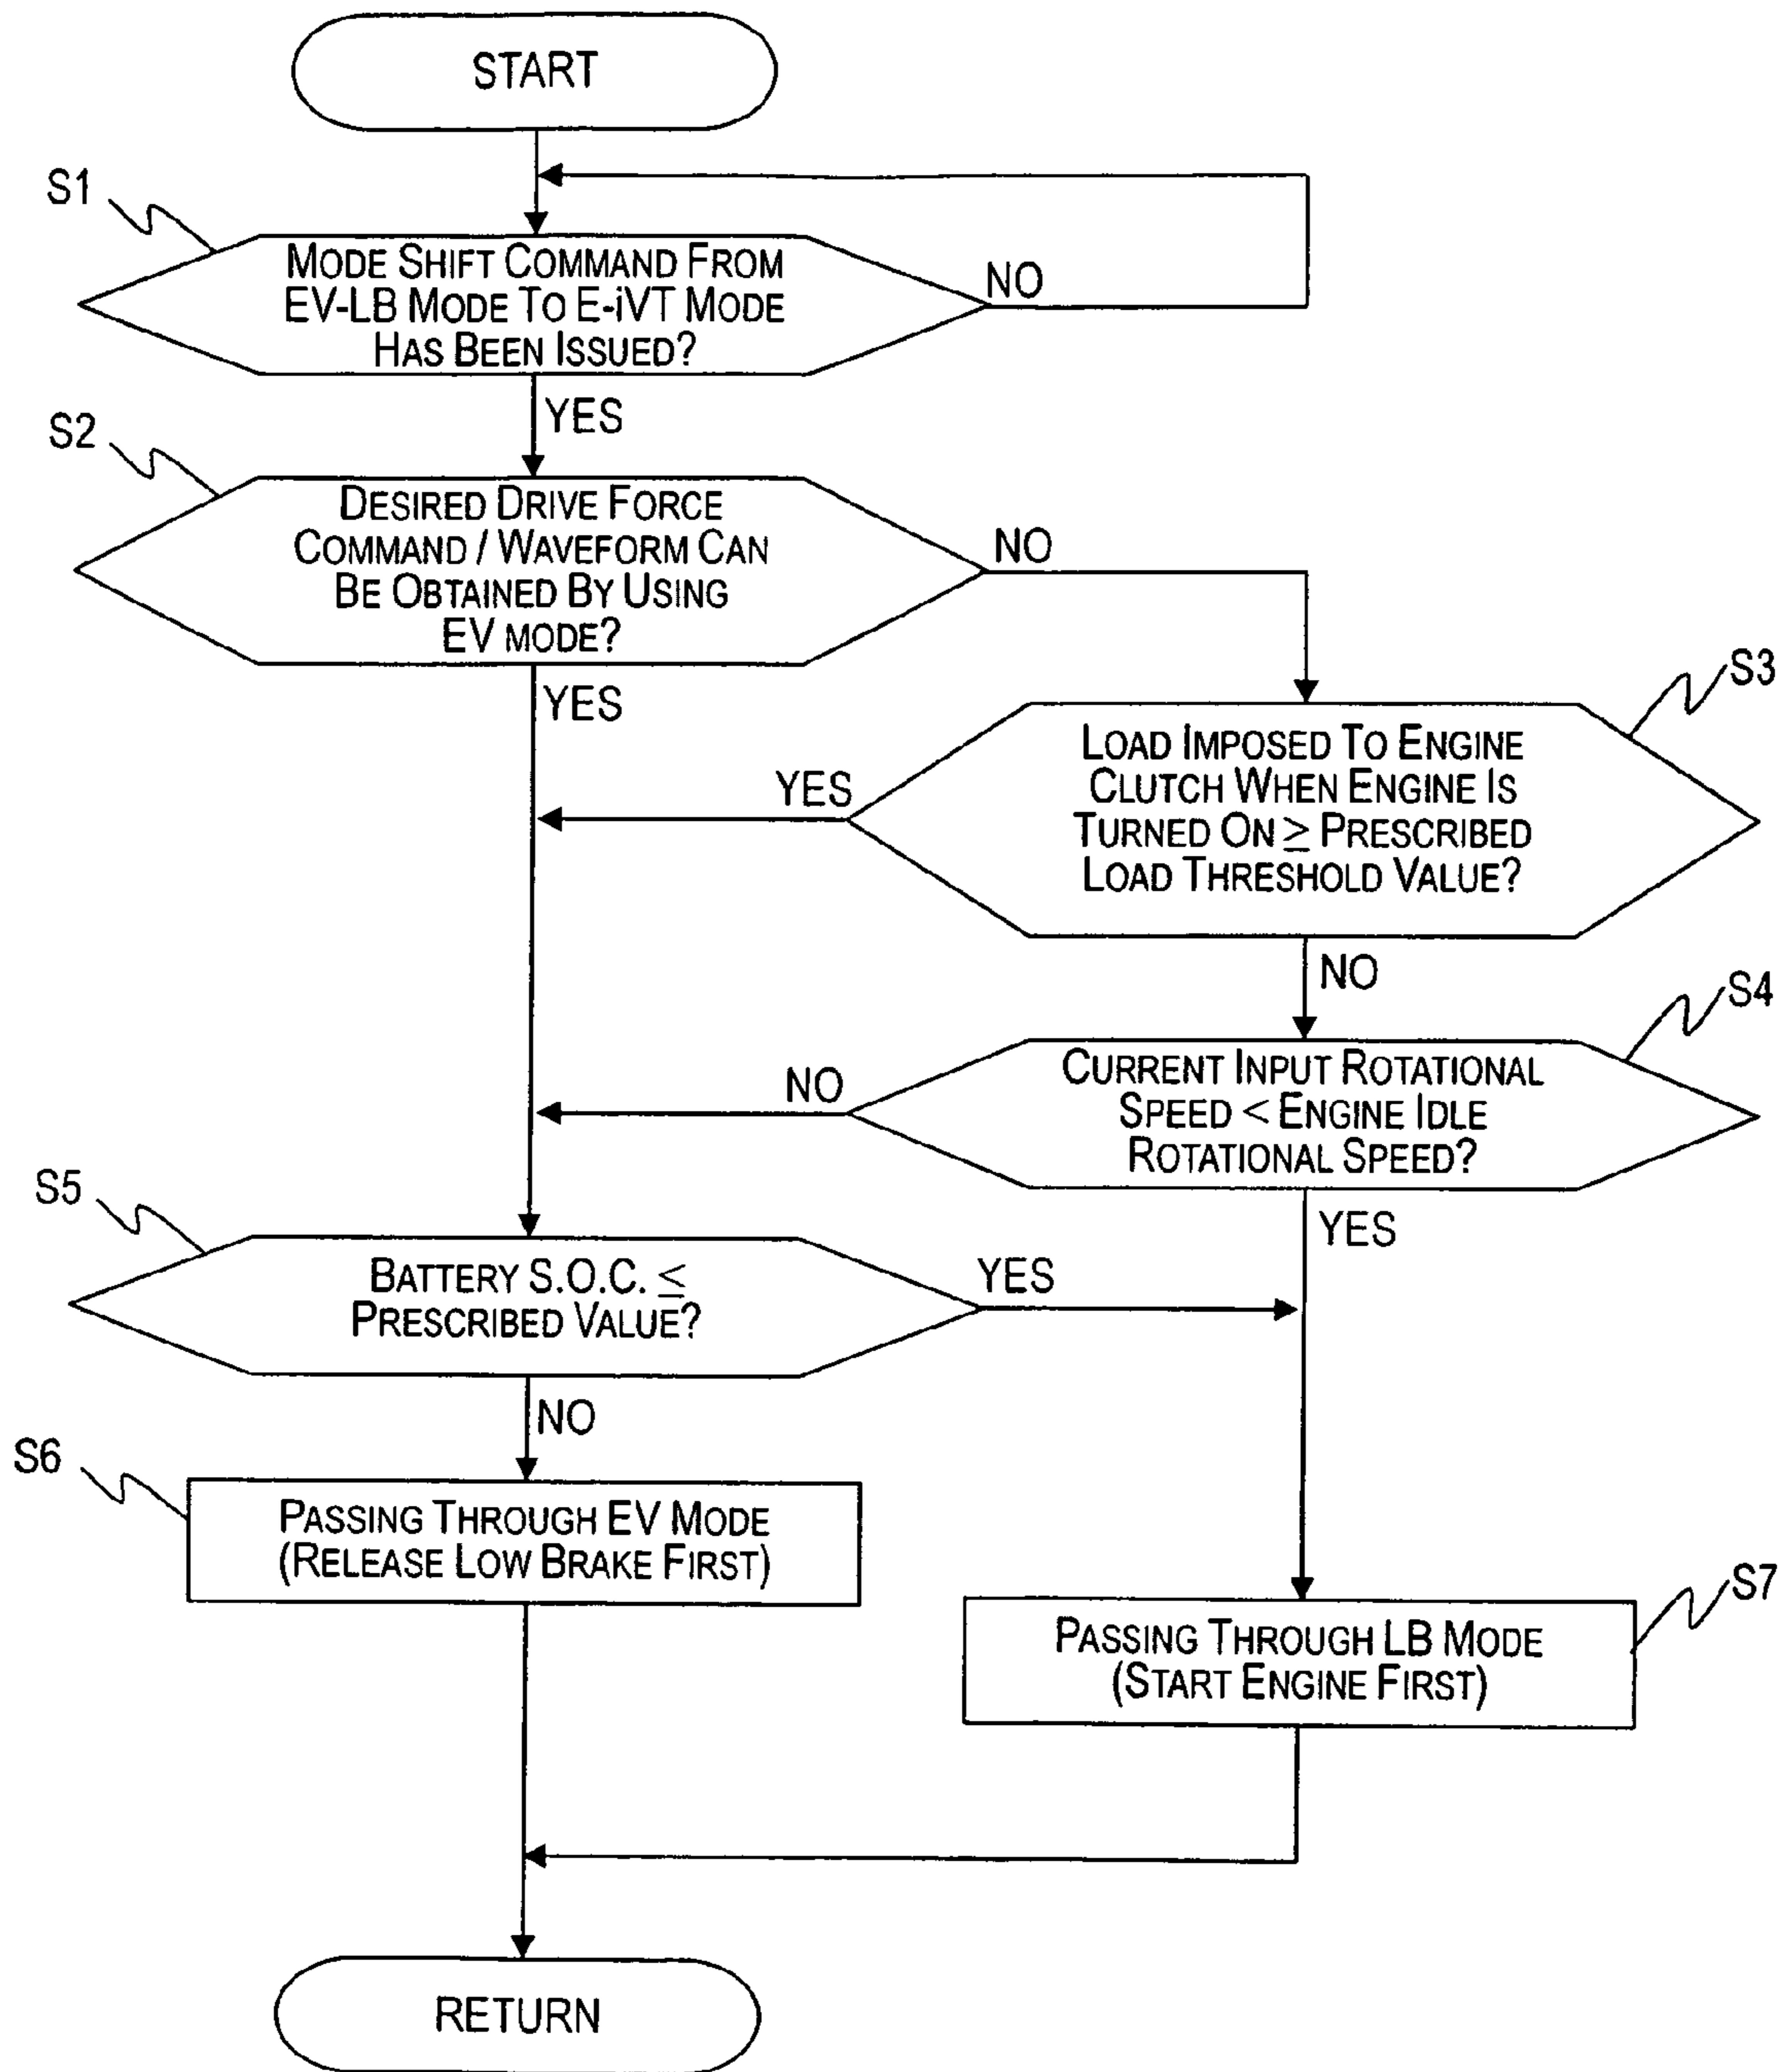 START
S1
MODE SHIFT COMMAND FROM
EV-LB MODE TO E-iVT MODE
HAS BEEN ISSUED?
NO
YES
S2
DESIRED DRIVE FORCE
COMMAND / WAVEFORM CAN
BE OBTAINED BY USING
EV MODE?
NO
YES
S3
LOAD IMPOSED TO ENGINE
CLUTCH WHEN ENGINE IS
TURNED ON ≥ PRESCRIBED
LOAD THRESHOLD VALUE?
YES
NO
S4
CURRENT INPUT ROTATIONAL
SPEED < ENGINE IDLE
ROTATIONAL SPEED?
NO
YES
S5
BATTERY S.O.C. ≤
PRESCRIBED VALUE?
YES
NO
S6
PASSING THROUGH EV MODE
(RELEASE LOW BRAKE FIRST)
S7
PASSING THROUGH LB MODE
(START ENGINE FIRST)
RETURN